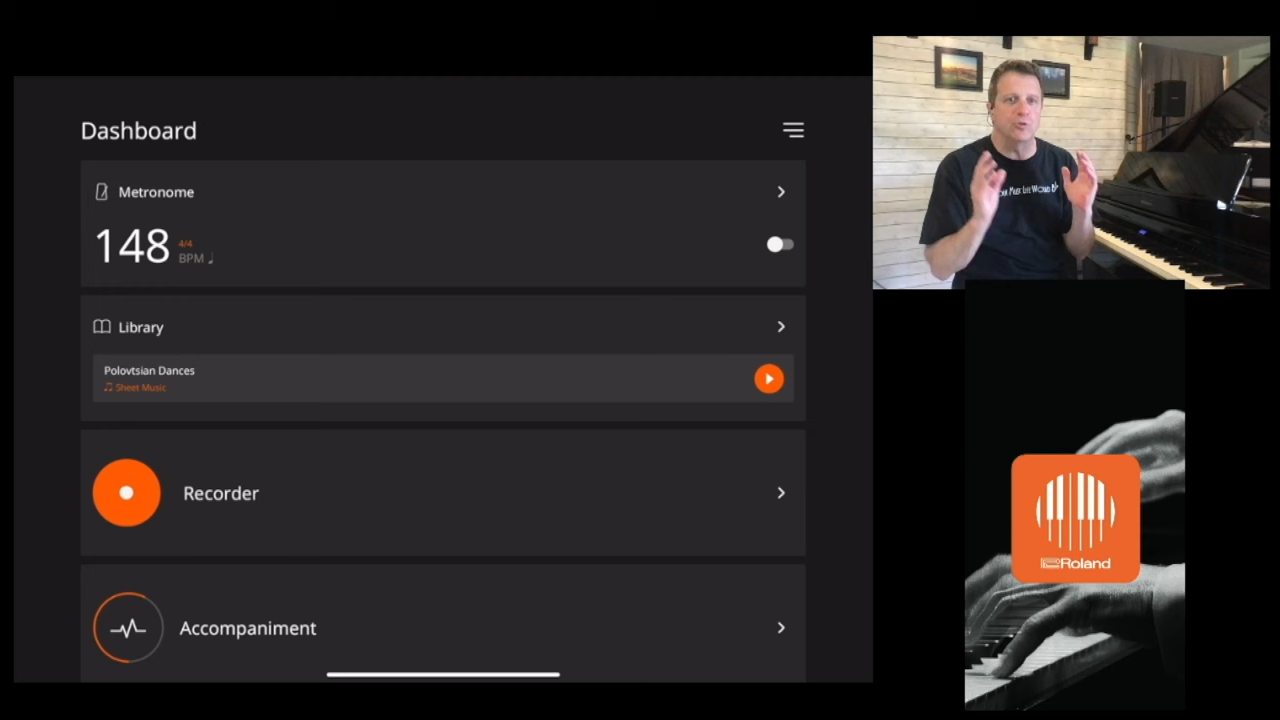 Dashboard
Metronome
148
4/4
BPM
Library
Polovtsian Dances
Sheet Music
Recorder
Accompaniment
Roland